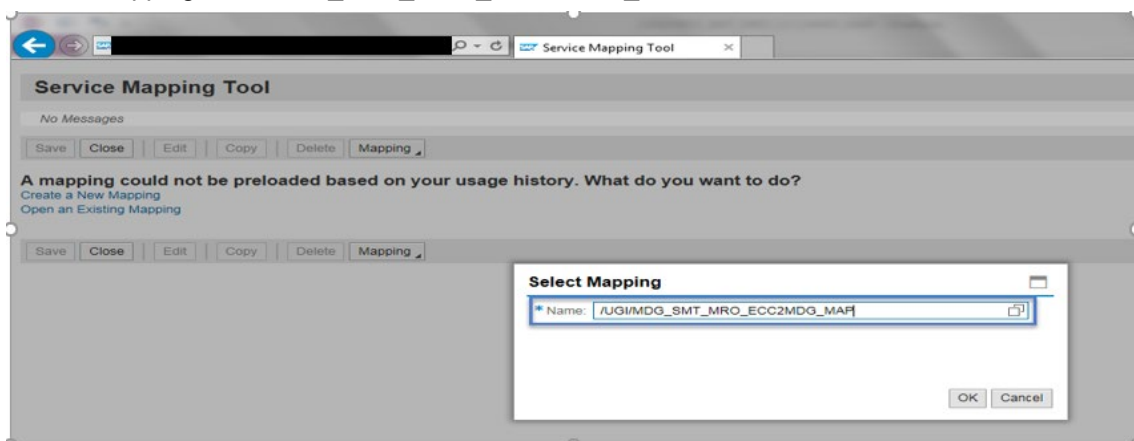 Service Mapping Tool
Service Mapping Tool
No Messages
Save Close Edit Copy Delete Mapping
A mapping could not be preloaded based on your usage history. What do you want to do?
Create a New Mapping
Open an Existing Mapping
Save Close Edit Copy Delete Mapping
Select Mapping
* Name: /UGI/MDG_SMT_MRO_ECC2MDG_MAP
OK Cancel